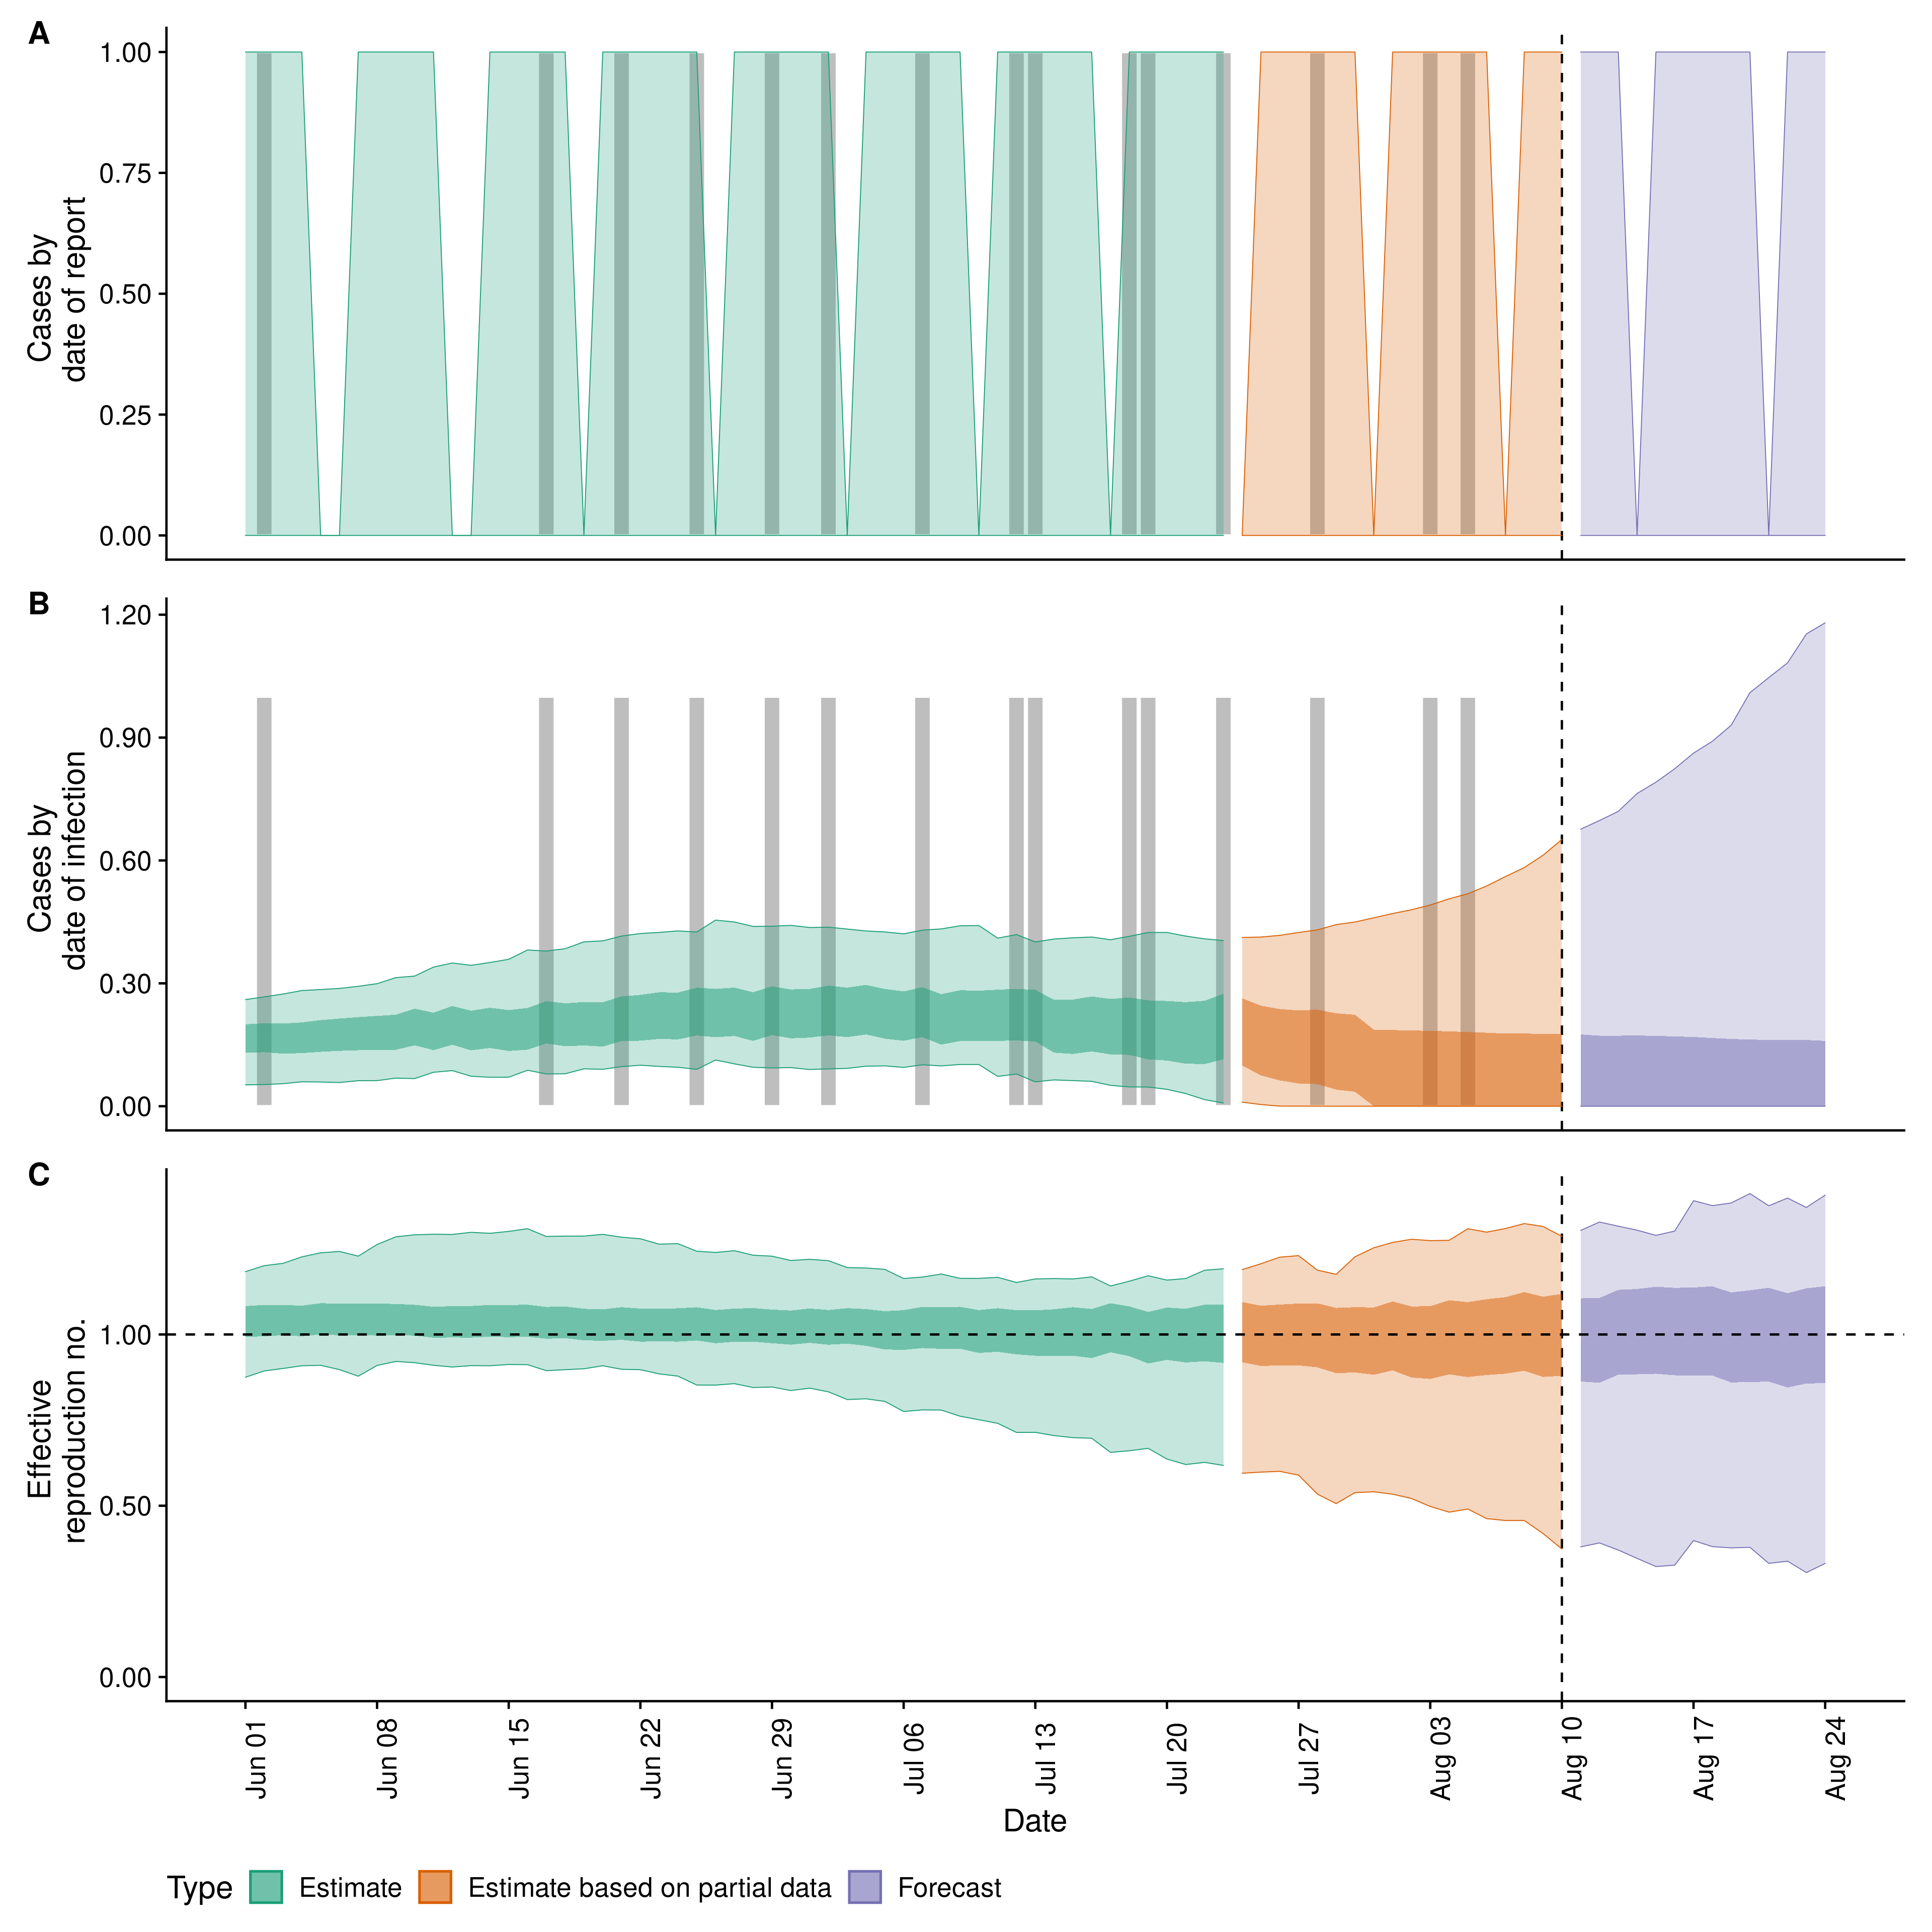 A
1.00
0.75
0.50
0.25
0.00
Cases by
date of report
B
1.20
0.90
0.60
0.30
0.00
Cases by
date of infection
C
1.00
0.50
0.00
Effective
reproduction no.
Jun 01
Jun 08
Jun 15
Jun 22
Jun 29
Jul 06
Jul 13
Jul 20
Jul 27
Aug 03
Aug 10
Aug 17
Aug 24
Date
Type Estimate Estimate based on partial data Forecast